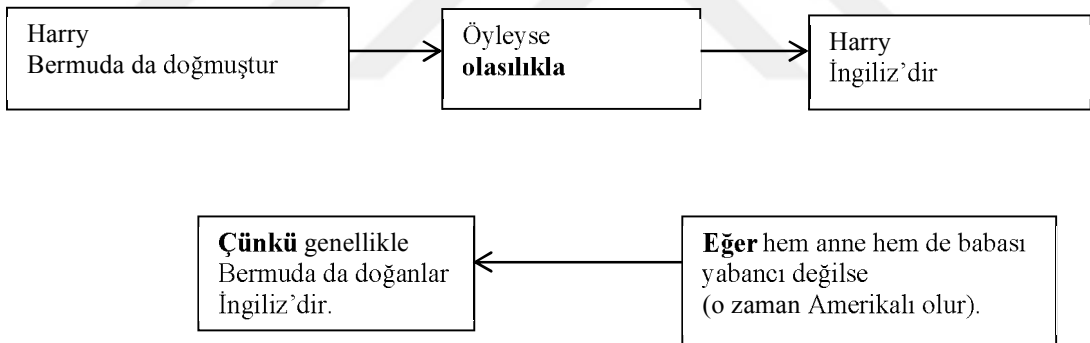 Harry
Bermuda da doğmuştur
Öyleyse
olasılıkla
Harry
İngiliz’dir
Çünkü genellikle
Bermuda da doğanlar
İngiliz’dir.
Eğer hem anne hem de babası
yabancı değilse
(o zaman Amerikalı olur).